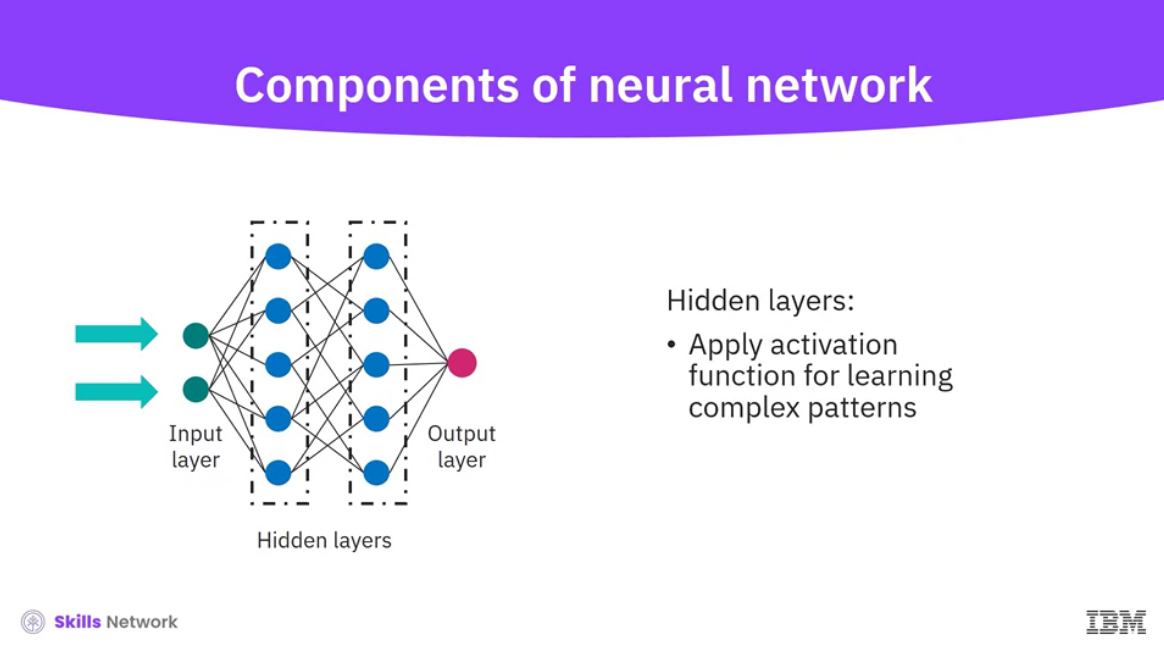 Components of neural network
Input
layer
Output
layer
Hidden layers
Hidden layers:
• Apply activation
function for learning
complex patterns
Skills Network
IBM